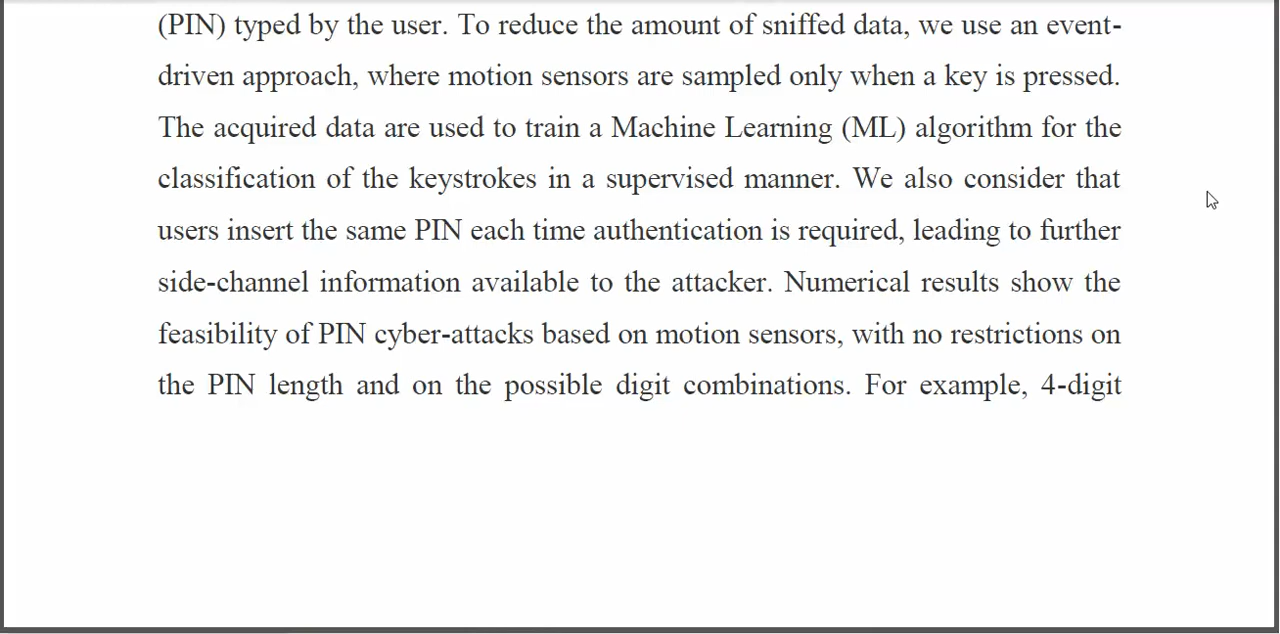 (PIN) typed by the user. To reduce the amount of sniffed data, we use an event-
driven approach, where motion sensors are sampled only when a key is pressed.
The acquired data are used to train a Machine Learning (ML) algorithm for the
classification of the keystrokes in a supervised manner. We also consider that
users insert the same PIN each time authentication is required, leading to further
side-channel information available to the attacker. Numerical results show the
feasibility of PIN cyber-attacks based on motion sensors, with no restrictions on
the PIN length and on the possible digit combinations. For example, 4-digit